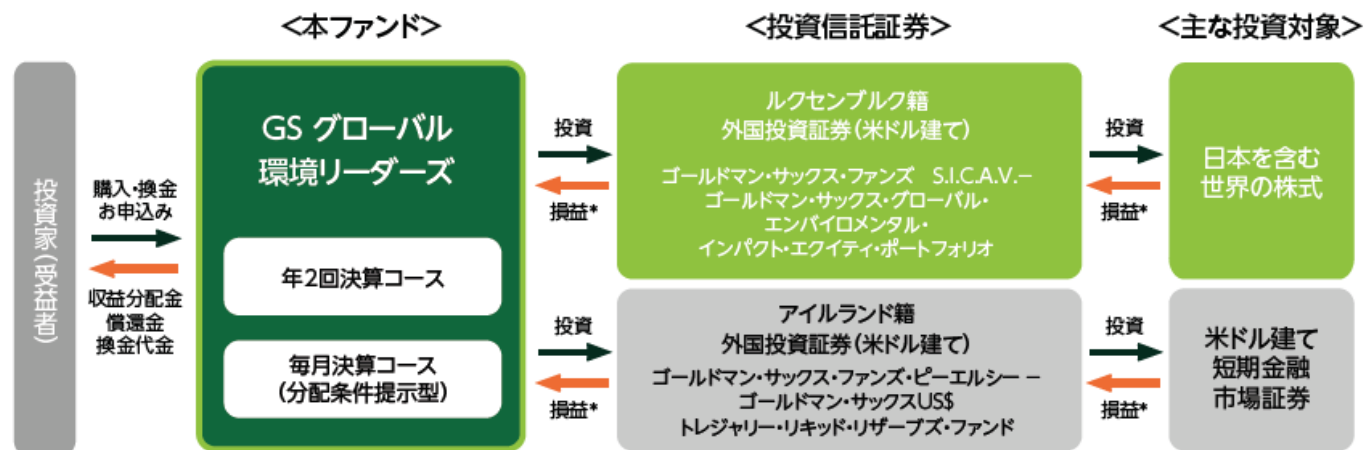 <本ファンド>
<投資信託証券>
<主な投資対象>
投資家(受益者)
購入・換金
お申込み
収益分配金
償還金
換金代金
GS グローバル
環境リーダーズ
年2回決算コース
毎月決算コース
(分配条件提示型)
投資
損益*
投資
損益*
ルクセンブルク籍
外国投資証券(米ドル建て)
ゴールドマン・サックス・ファンズ S.I.C.A.V.−
ゴールドマン・サックス・グローバル・
エンバイロメンタル・
インパクト・エクイティ・ポートフォリオ
アイルランド籍
外国投資証券(米ドル建て)
ゴールドマン・サックス・ファンズ・ピーエルシー −
ゴールドマン・サックスUS$
トレジャリー・リキッド・リザーブズ・ファンド
投資
損益*
投資
損益*
日本を含む
世界の株式
米ドル建て
短期金融
市場証券